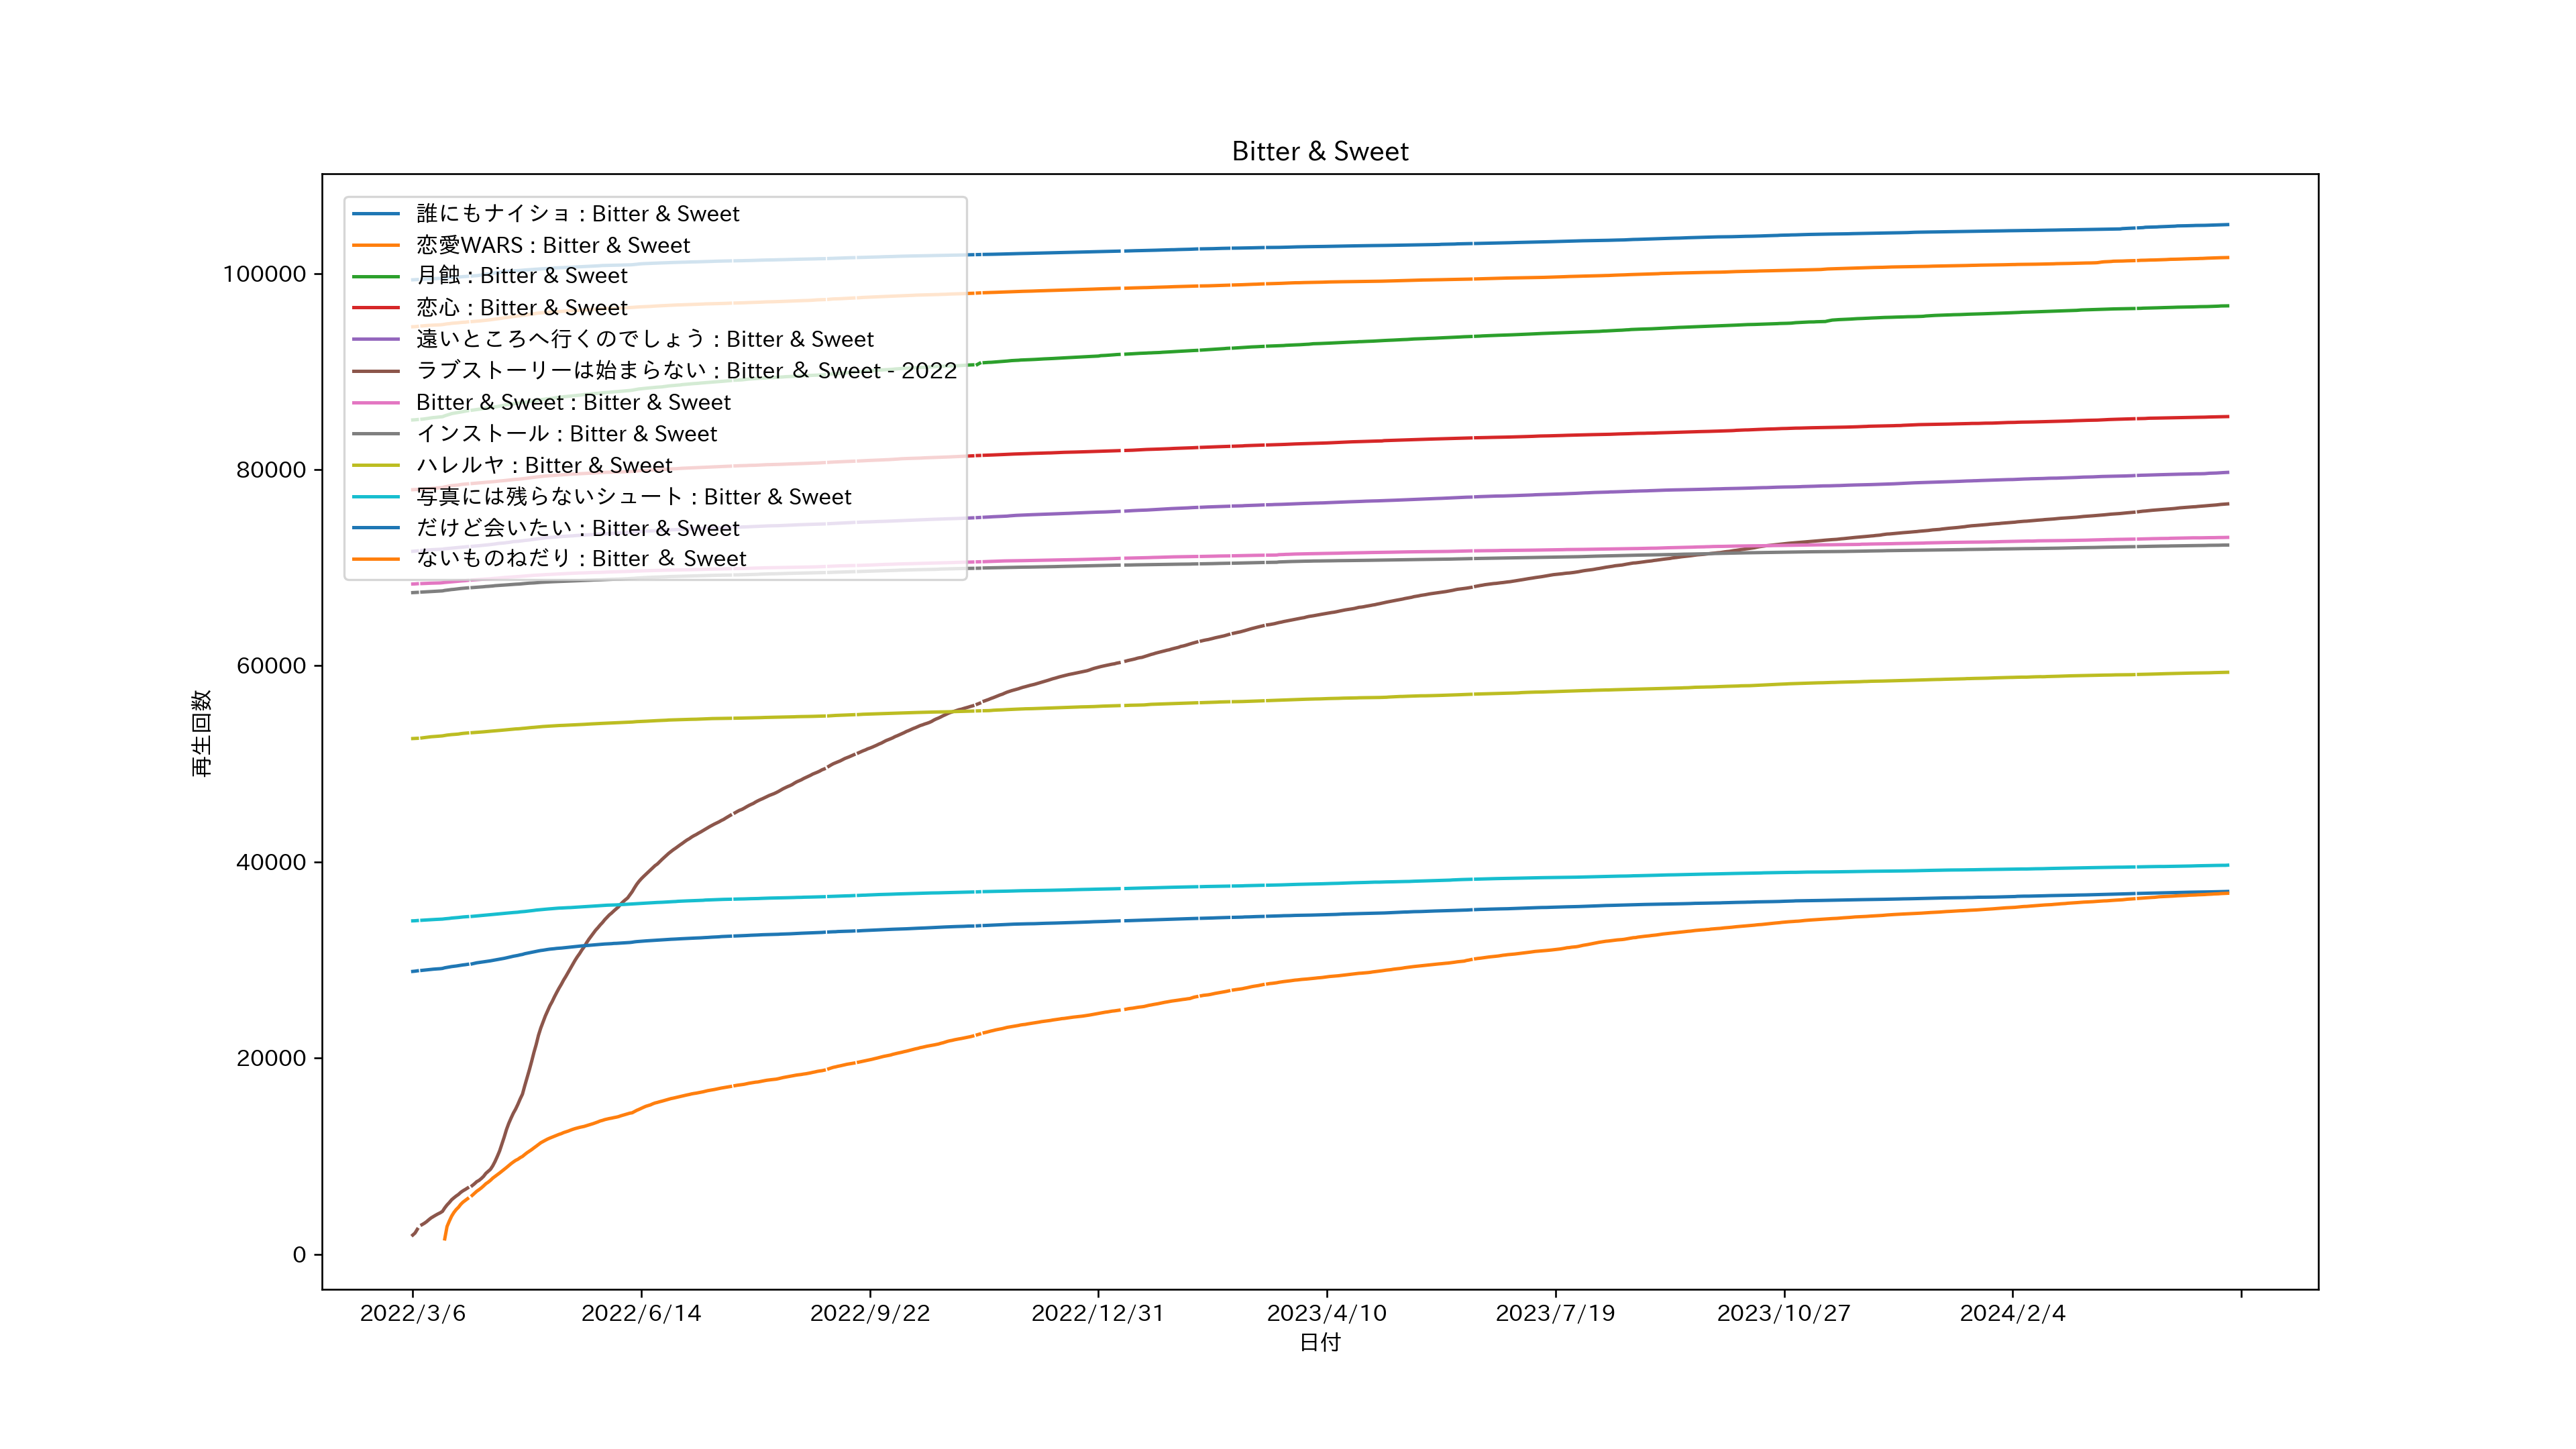 Bitter & Sweet
誰にもナイショ : Bitter & Sweet
恋愛WARS : Bitter & Sweet
月蝕 : Bitter & Sweet
恋心 : Bitter & Sweet
遠いところへ行くのでしょう : Bitter & Sweet
ラブストーリーは始まらない : Bitter ＆ Sweet - 2022
Bitter & Sweet : Bitter & Sweet
インストール : Bitter & Sweet
ハレルヤ : Bitter & Sweet
写真には残らないシュート : Bitter & Sweet
だけど会いたい : Bitter & Sweet
ないものねだり : Bitter ＆ Sweet
100000
80000
60000
40000
20000
0
再生回数
2022/3/6 2022/6/14 2022/9/22 2022/12/31 2023/4/10 2023/7/19 2023/10/27 2024/2/4
日付